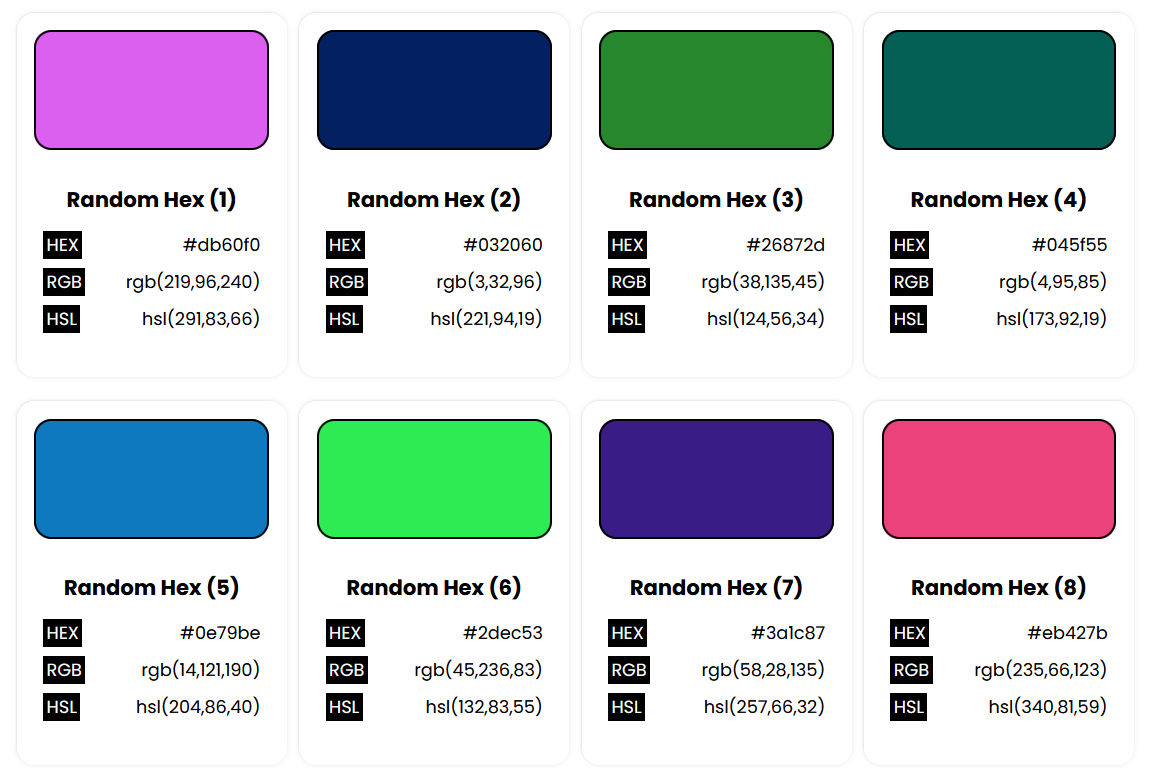 Random Hex (1)
HEX #db60f0
RGB rgb(219,96,240)
HSL hsl(291,83,66)
Random Hex (2)
HEX #032060
RGB rgb(3,32,96)
HSL hsl(221,94,19)
Random Hex (3)
HEX #26872d
RGB rgb(38,135,45)
HSL hsl(124,56,34)
Random Hex (4)
HEX #045f55
RGB rgb(4,95,85)
HSL hsl(173,92,19)
Random Hex (5)
HEX #0e79be
RGB rgb(14,121,190)
HSL hsl(204,86,40)
Random Hex (6)
HEX #2dec53
RGB rgb(45,236,83)
HSL hsl(132,83,55)
Random Hex (7)
HEX #3a1c87
RGB rgb(58,28,135)
HSL hsl(257,66,32)
Random Hex (8)
HEX #eb427b
RGB rgb(235,66,123)
HSL hsl(340,81,59)